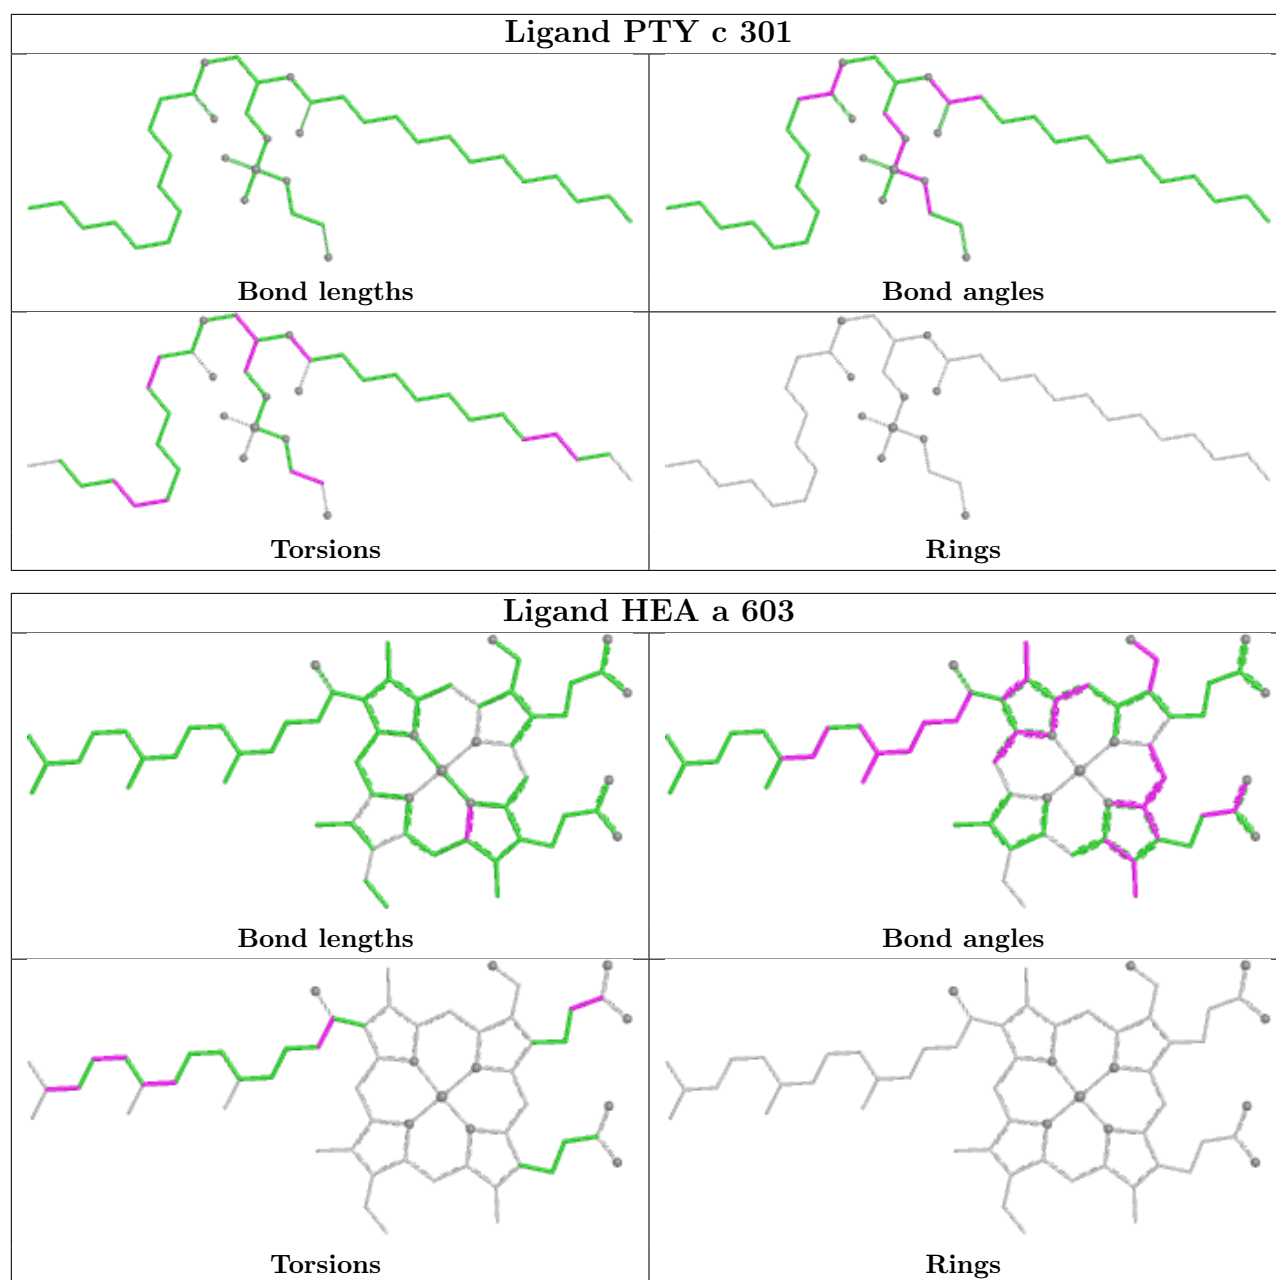 Ligand PTY c 301
Bond lengths
Bond angles
Torsions
Rings
Ligand HEA a 603
Bond lengths
Bond angles
Torsions
Rings